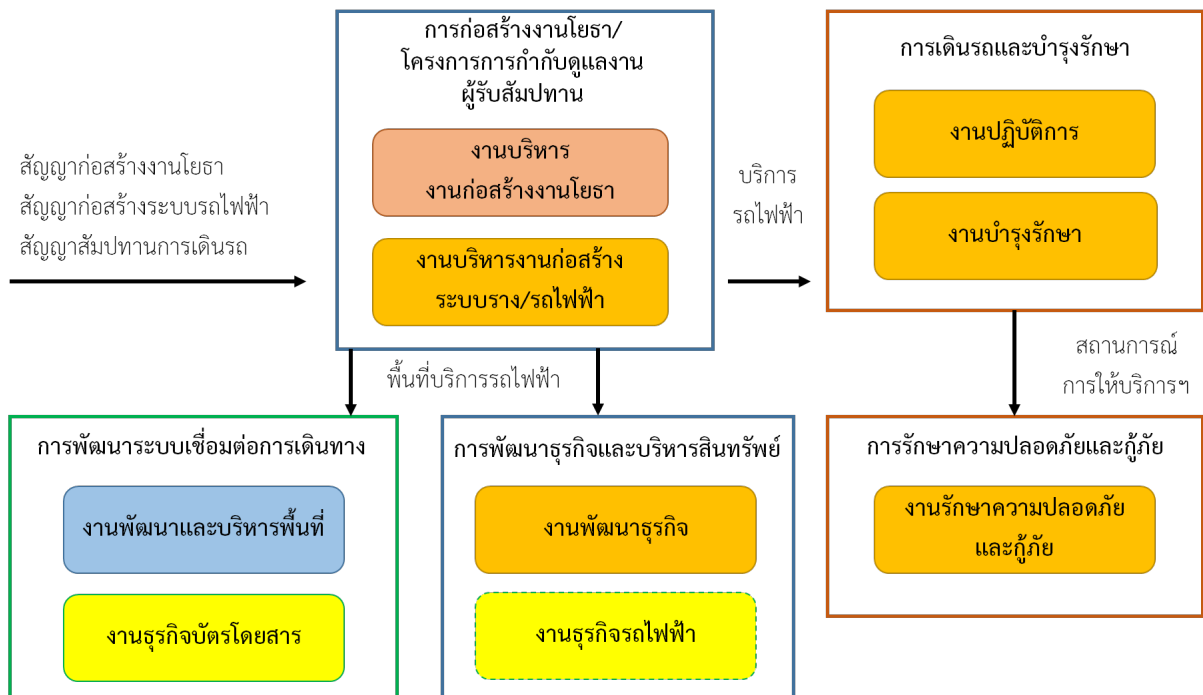 การก่อสร้างงานโยธา/
โครงการการกำกับดูแลงาน
ผู้รับสัมปทาน
งานบริหาร
งานก่อสร้างงานโยธา
งานบริหารงานก่อสร้าง
ระบบราง/รถไฟฟ้า
สัญญาก่อสร้างงานโยธา
สัญญาก่อสร้างระบบรถไฟฟ้า
สัญญาสัมปทานการเดินรถ
บริการ
รถไฟฟ้า
การเดินรถและบำรุงรักษา
งานปฏิบัติการ
งานบำรุงรักษา
พื้นที่บริการรถไฟฟ้า
สถานการณ์
การให้บริการฯ
การพัฒนาระบบเชื่อมต่อการเดินทาง
งานพัฒนาและบริหารพื้นที่
งานธุรกิจบัตรโดยสาร
การพัฒนาธุรกิจและบริหารสินทรัพย์
งานพัฒนาธุรกิจ
งานธุรกิจรถไฟฟ้า
การรักษาความปลอดภัยและกู้ภัย
งานรักษาความปลอดภัย
และกู้ภัย